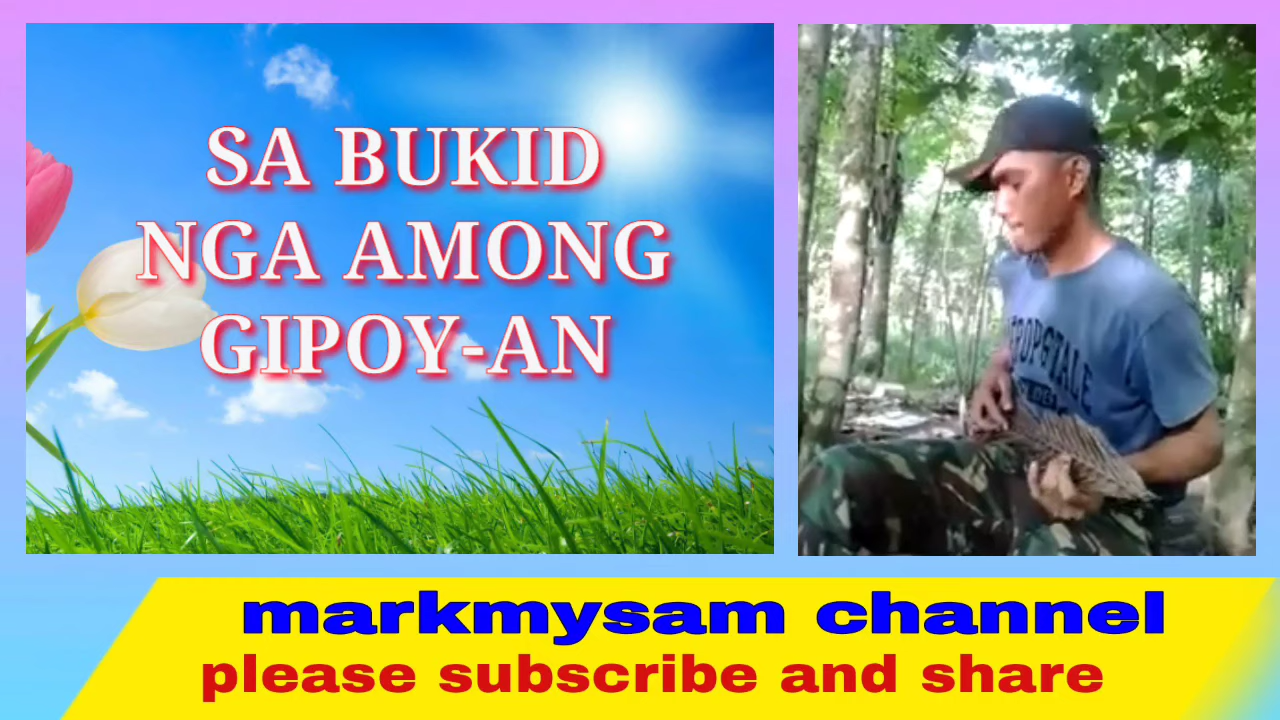 SA BUKID
NGA AMONG
GIPOY-AN
markmysam channel
please subscribe and share